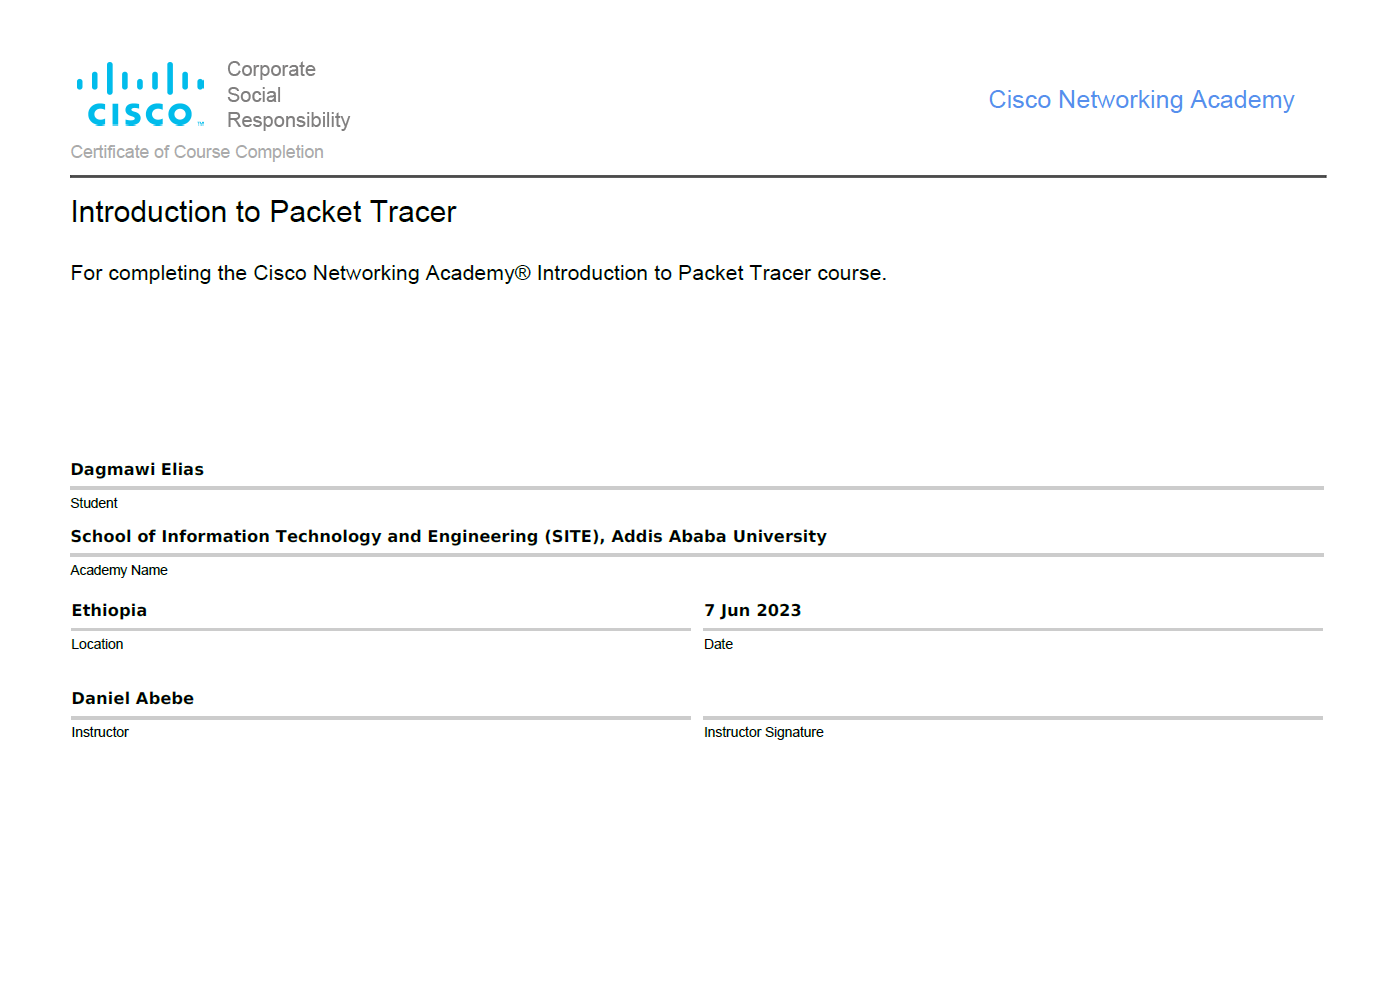 CISCO™
Corporate
Social
Responsibility
Cisco Networking Academy
Certificate of Course Completion
Introduction to Packet Tracer
For completing the Cisco Networking Academy® Introduction to Packet Tracer course.
Dagmawi Elias
Student
School of Information Technology and Engineering (SITE), Addis Ababa University
Academy Name
Ethiopia
Location
7 Jun 2023
Date
Daniel Abebe
Instructor
Instructor Signature